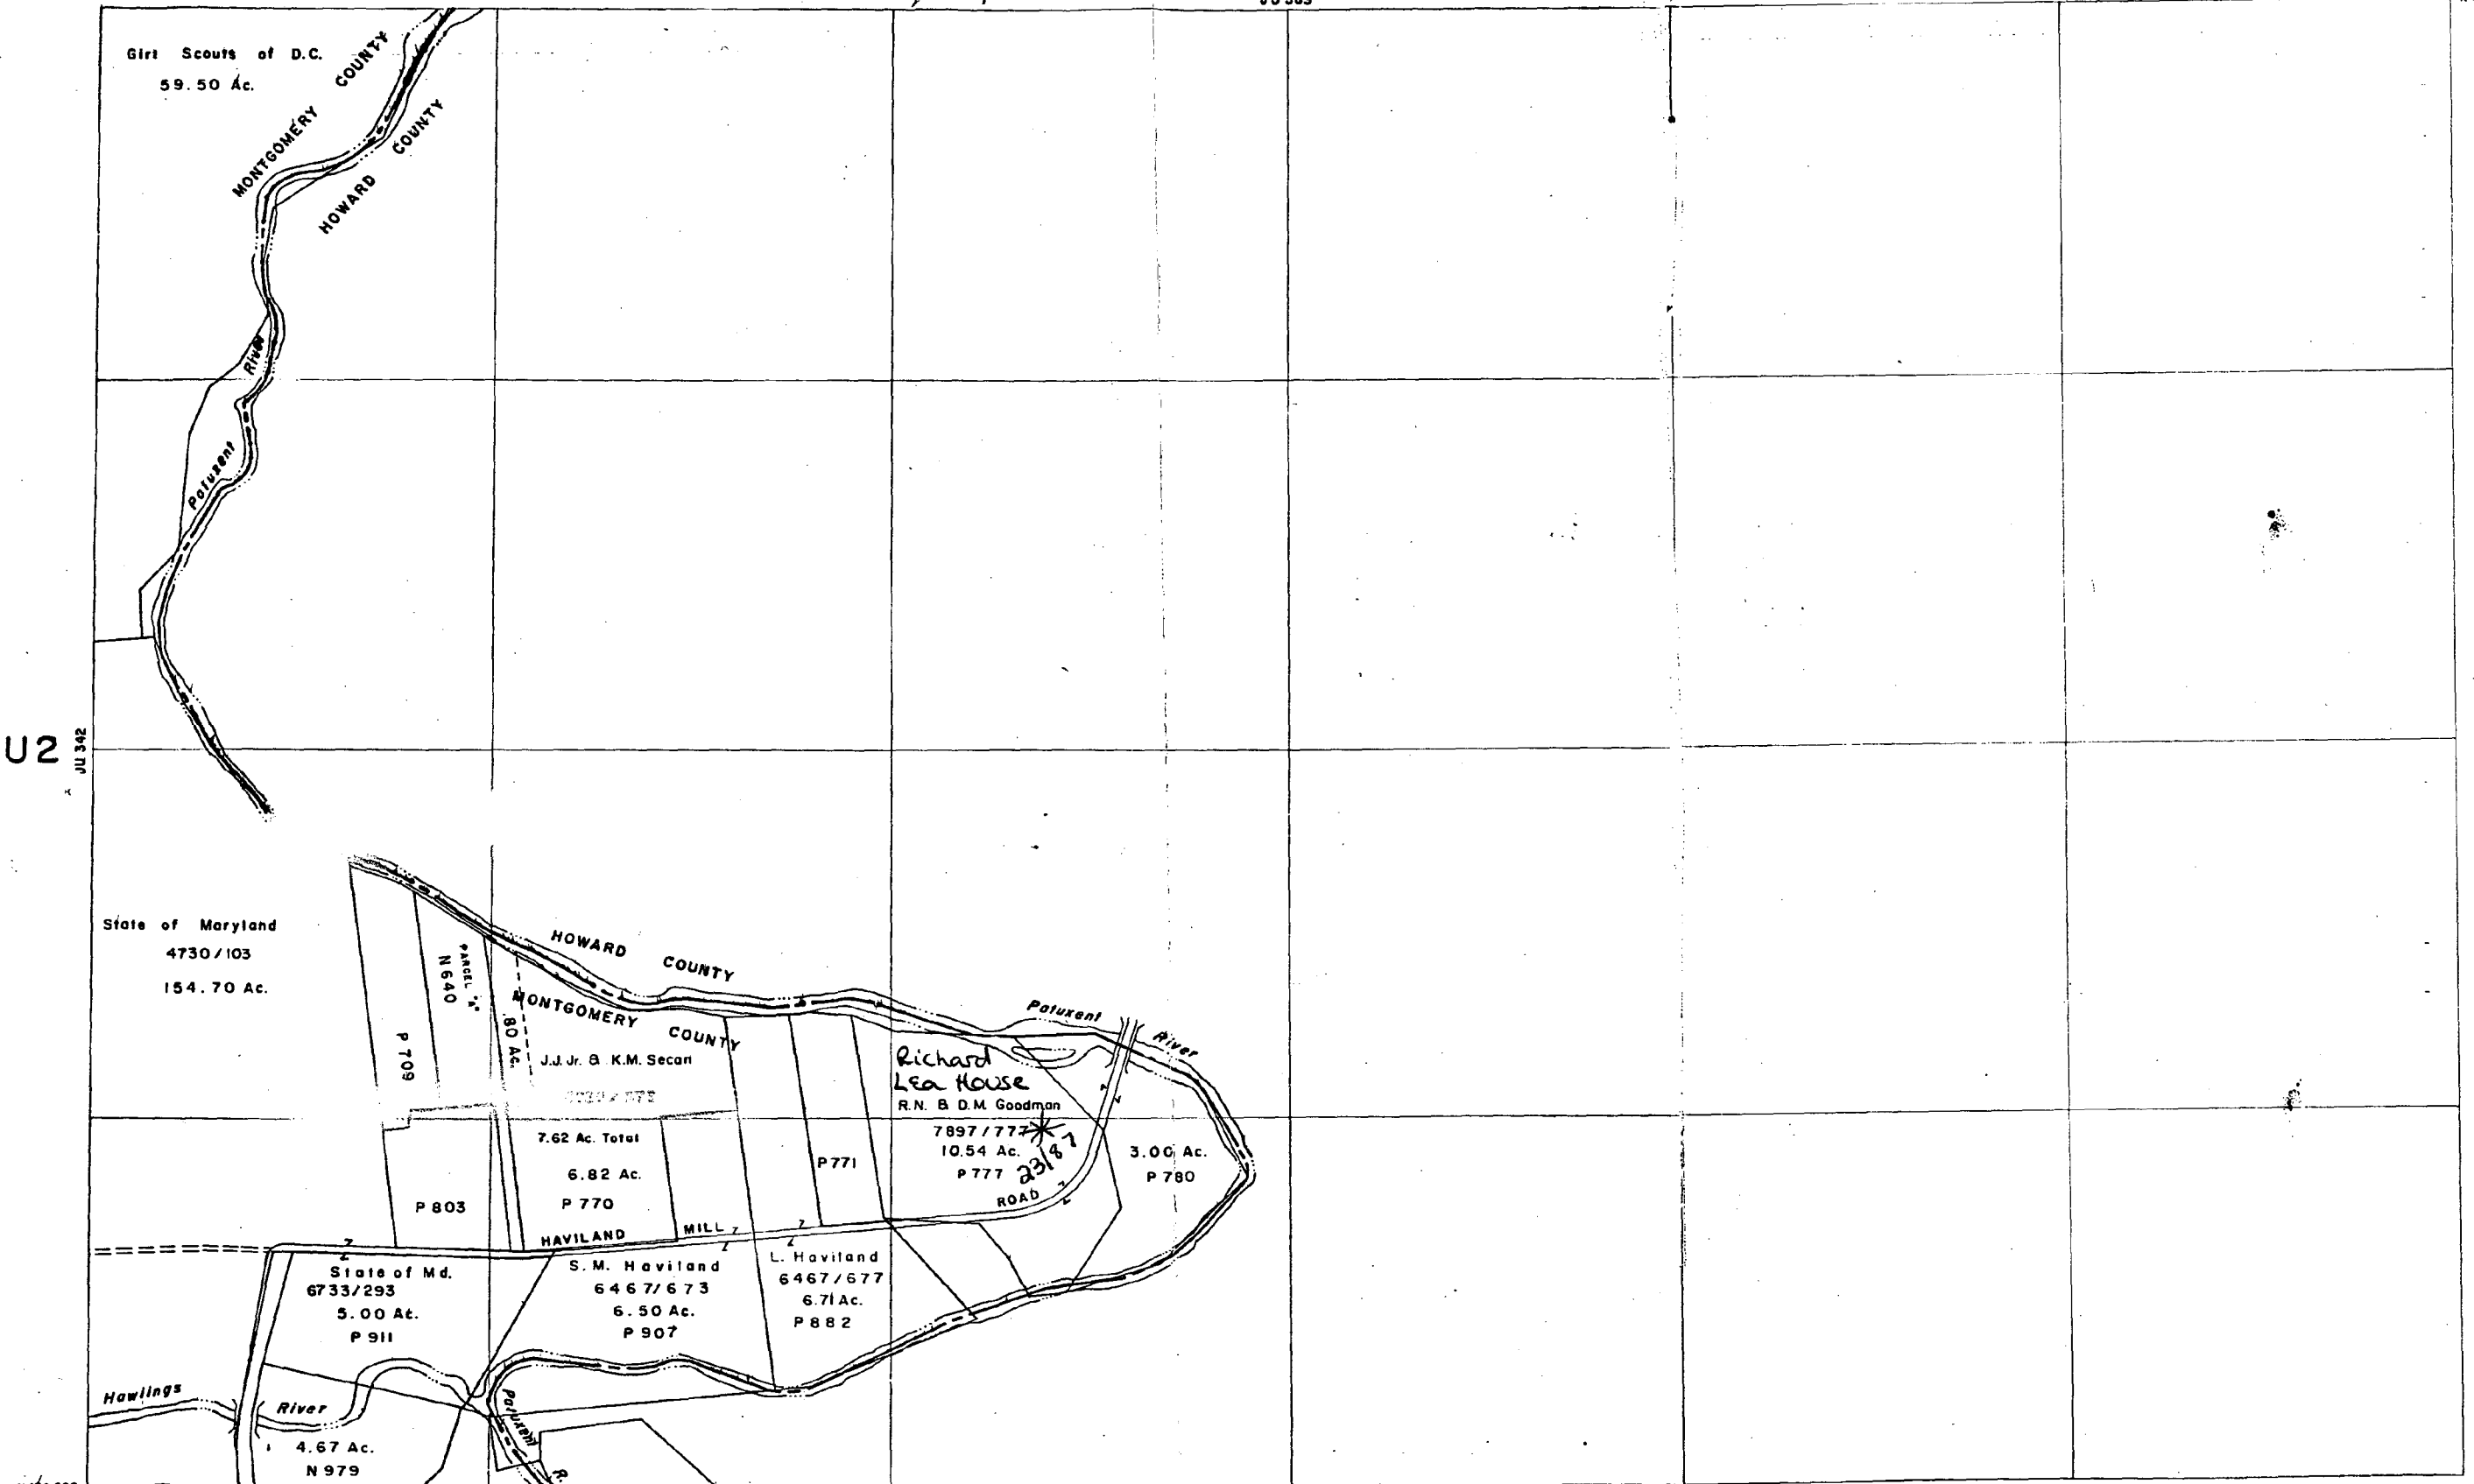 JU 563
Girl Scouts of D.C.
59.50 Ac.
MONTGOMERY COUNTY
HOWARD COUNTY
River
Patuxent
U2
JU 342
State of Maryland
4730/103
154.70 Ac.
P 709
N 640
PARCEL "A"
.80 Ac.
HOWARD COUNTY
MONTGOMERY COUNTY
J.J. Jr. & K.M. Secan
7.62 Ac. Total
6.82 Ac.
P 770
P 803
P 771
Patuxent River
Richard
Lea House
R.N. & D.M. Goodman
7897/777
10.54 Ac.
P 777
23/87
3.00 Ac.
P 780
HAVILAND MILL ROAD
State of Md.
6733/293
5.00 Ac.
P 911
S.M. Haviland
6467/673
6.50 Ac.
P 907
L. Haviland
6467/677
6.71 Ac.
P 882
Hawlings River
4.67 Ac.
N 979
Patuxent R.